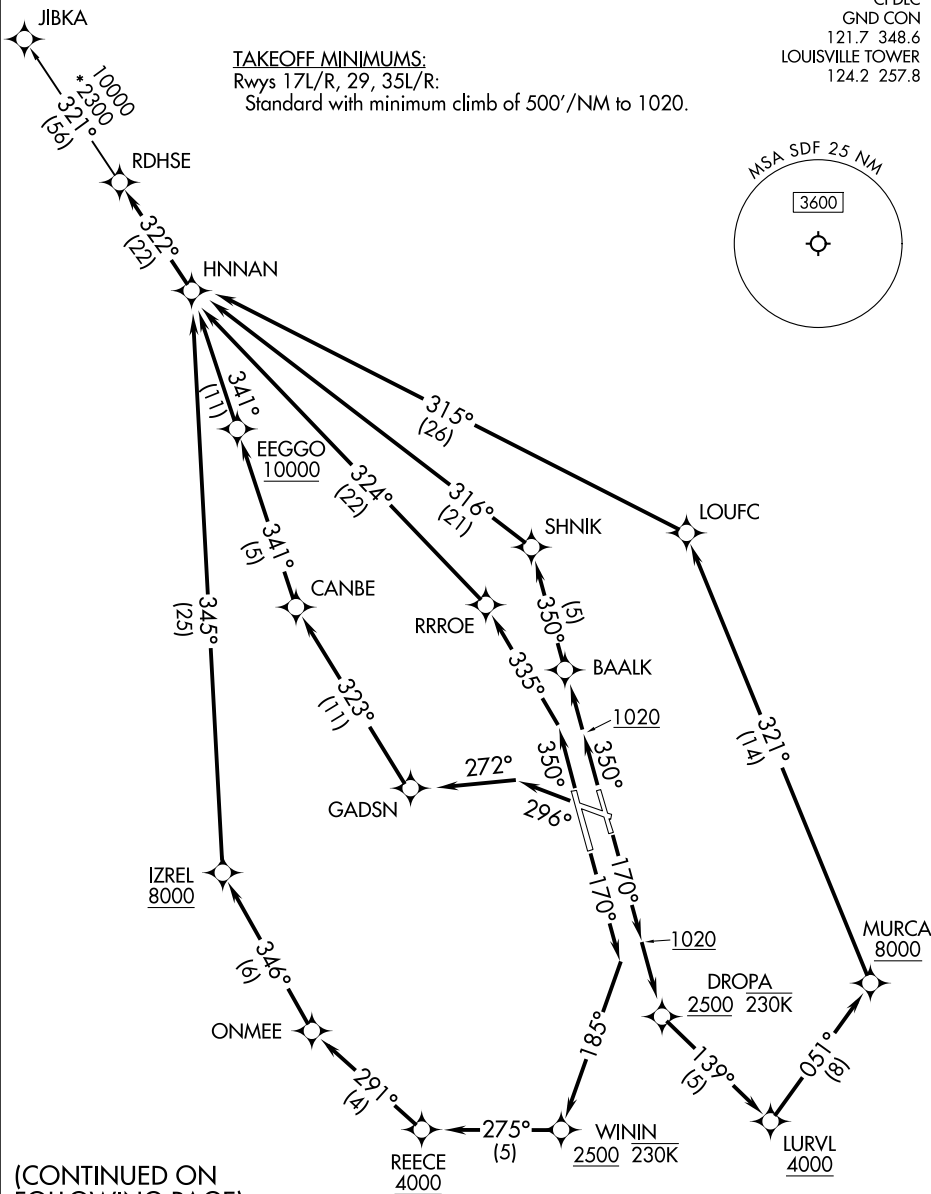 CPDLC
GND CON
121.7 348.6
LOUISVILLE TOWER
124.2 257.8
JIBKA
TAKEOFF MINIMUMS:
Rwys 17L/R, 29, 35L/R:
Standard with minimum climb of 500'/NM to 1020.
10000
*2300
321°
(56)
MSA SDF 25 NM
3600
RDHSE
322°
(22)
HNNAN
341°
(11)
315°
(26)
EEGGO
10000
324°
(22)
316°
(21)
SHNIK
LOUFC
341°
(5)
CANBE
345°
(25)
RRROE
350°
(5)
335°
BAALK
323°
(11)
1020
321°
(14)
350°
350°
272°
296°
GADSN
IZREL
8000
170°
170°
1020
MURCA
8000
346°
(6)
DROPA
2500 230K
ONMEE
185°
139°
(5)
051°
(8)
291°
(4)
275°
(5)
WININ
2500 230K
REECE
4000
LURVL
4000
(CONTINUED ON
FOLLOWING PAGE)